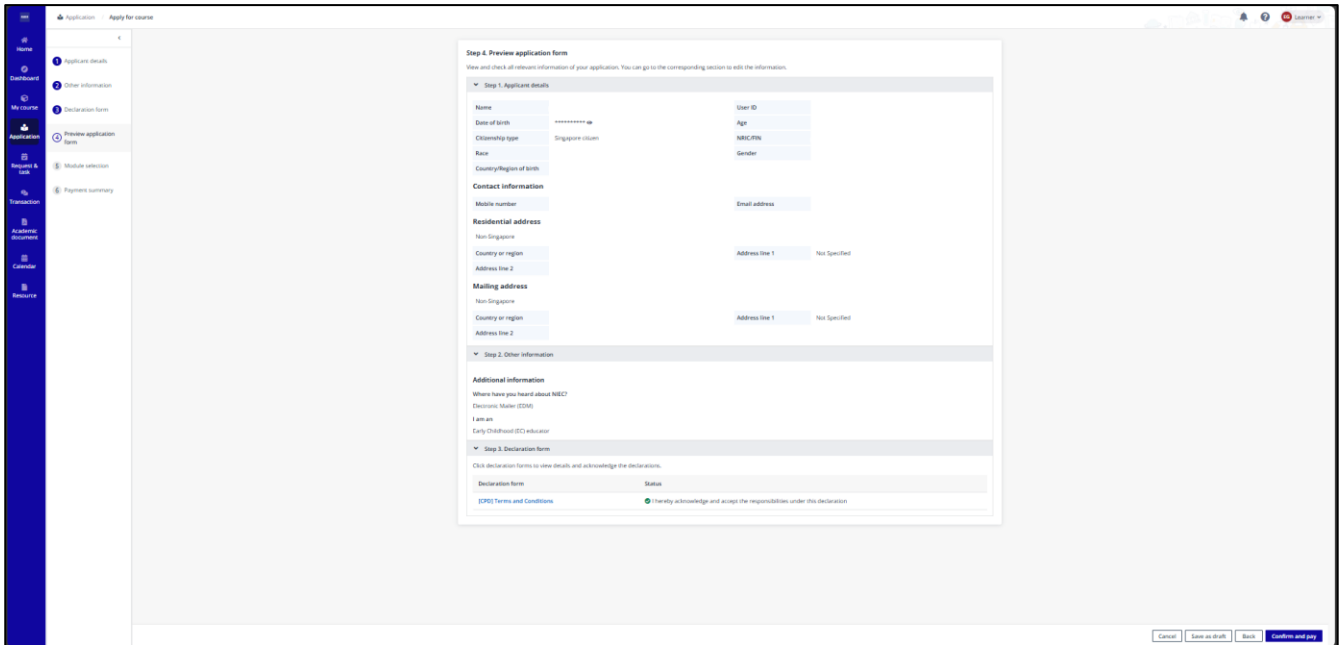 Application / Apply for course
EG Learner
Home
Dashboard
My course
Application
Request & task
Transaction
Academic document
Calendar
Resource
1 Applicant details
2 Other information
3 Declaration form
4 Preview application form
5 Module selection
6 Payment summary
Step 4. Preview application form
View and check all relevant information of your application. You can go to the corresponding section to edit the information.
Step 1. Applicant details
Name User ID
Date of birth ********** Age
Citizenship type Singapore citizen NRIC/FIN
Race Gender
Country/Region of birth
Contact information
Mobile number Email address
Residential address
Non-Singapore
Country or region Address line 1 Not Specified
Address line 2
Mailing address
Non-Singapore
Country or region Address line 1 Not Specified
Address line 2
Step 2. Other information
Additional information
Where have you heard about NIEC?
Electronic Mailer (EDM)
I am an
Early Childhood (EC) educator
Step 3. Declaration form
Click declaration forms to view details and acknowledge the declarations.
Declaration form Status
[CPD] Terms and Conditions I hereby acknowledge and accept the responsibilities under this declaration
Cancel Save as draft Back Confirm and pay